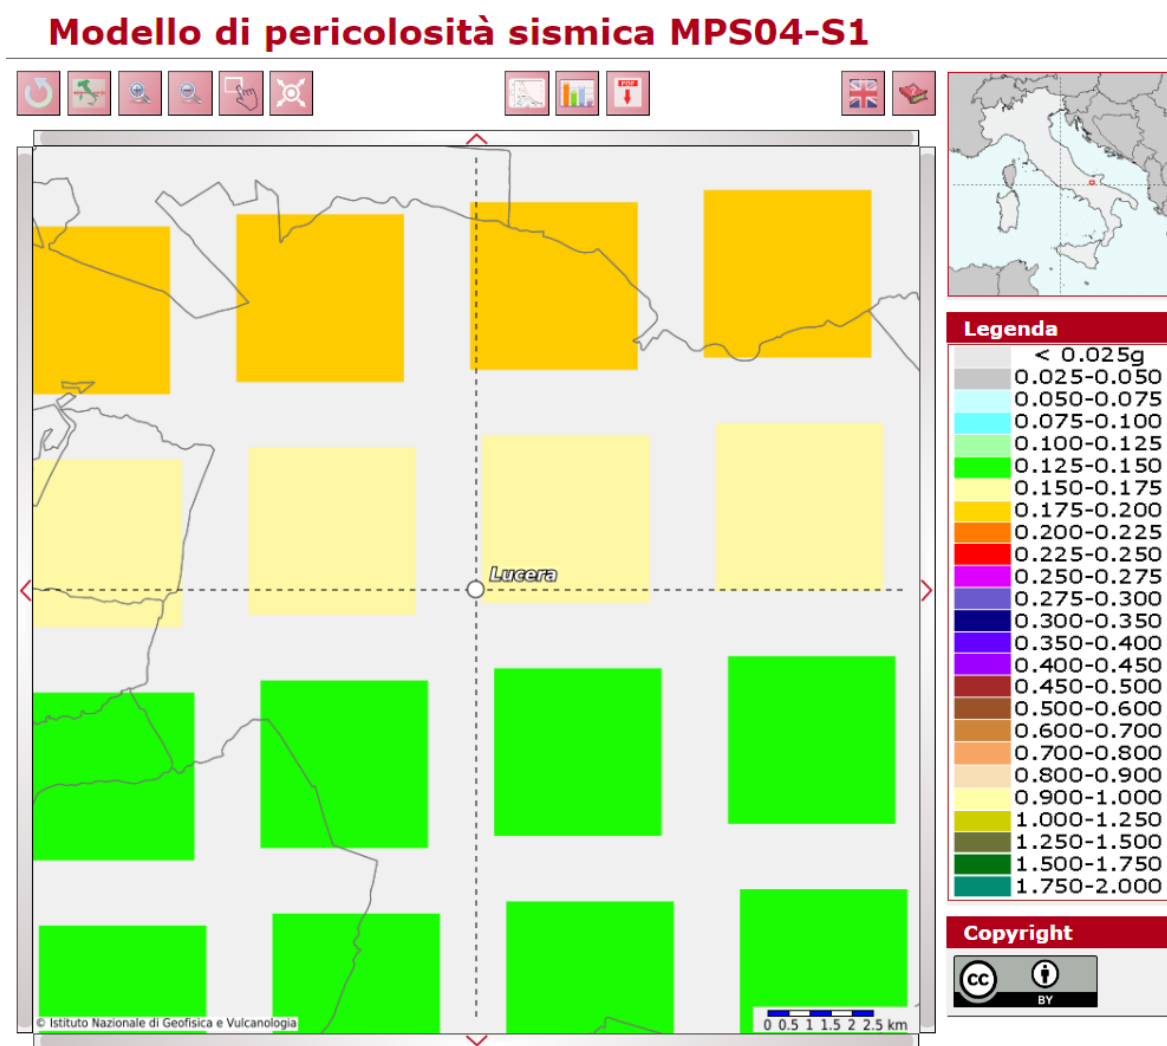 Modello di pericolosità sismica MPS04-S1
PDF
Lucera
© Istituto Nazionale di Geofisica e Vulcanologia
0 0.5 1 1.5 2 2.5 km
Legenda
< 0.025g
0.025-0.050
0.050-0.075
0.075-0.100
0.100-0.125
0.125-0.150
0.150-0.175
0.175-0.200
0.200-0.225
0.225-0.250
0.250-0.275
0.275-0.300
0.300-0.350
0.350-0.400
0.400-0.450
0.450-0.500
0.500-0.600
0.600-0.700
0.700-0.800
0.800-0.900
0.900-1.000
1.000-1.250
1.250-1.500
1.500-1.750
1.750-2.000
Copyright
cc
BY